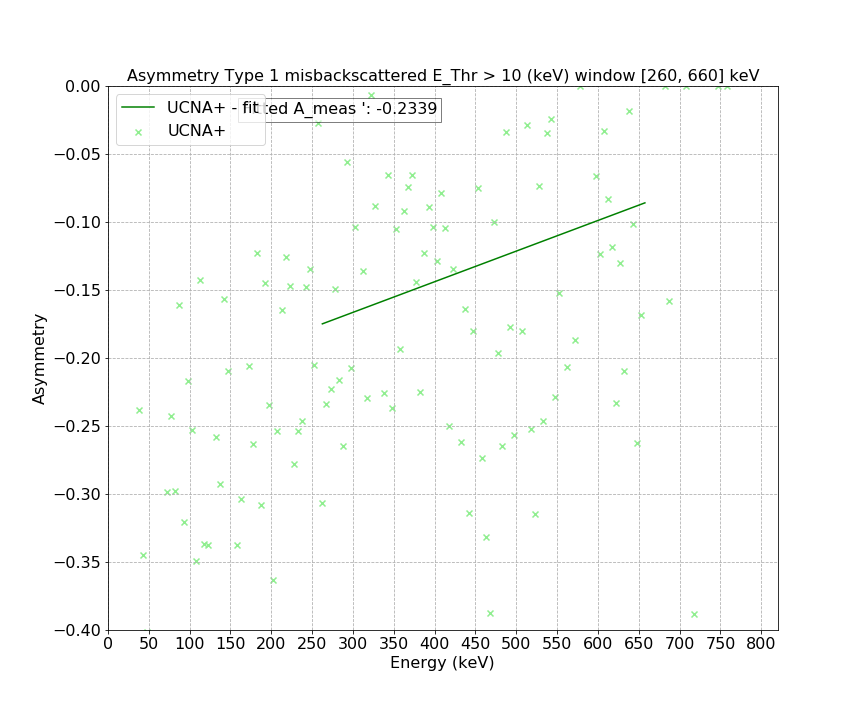 Asymmetry Type 1 misbackscattered E_Thr > 10 (keV) window [260, 660] keV
UCNA+ - fitted A_meas ': -0.2339
UCNA+
0.00
−0.05
−0.10
−0.15
−0.20
−0.25
−0.30
−0.35
−0.40
Asymmetry
0 50 100 150 200 250 300 350 400 450 500 550 600 650 700 750 800
Energy (keV)